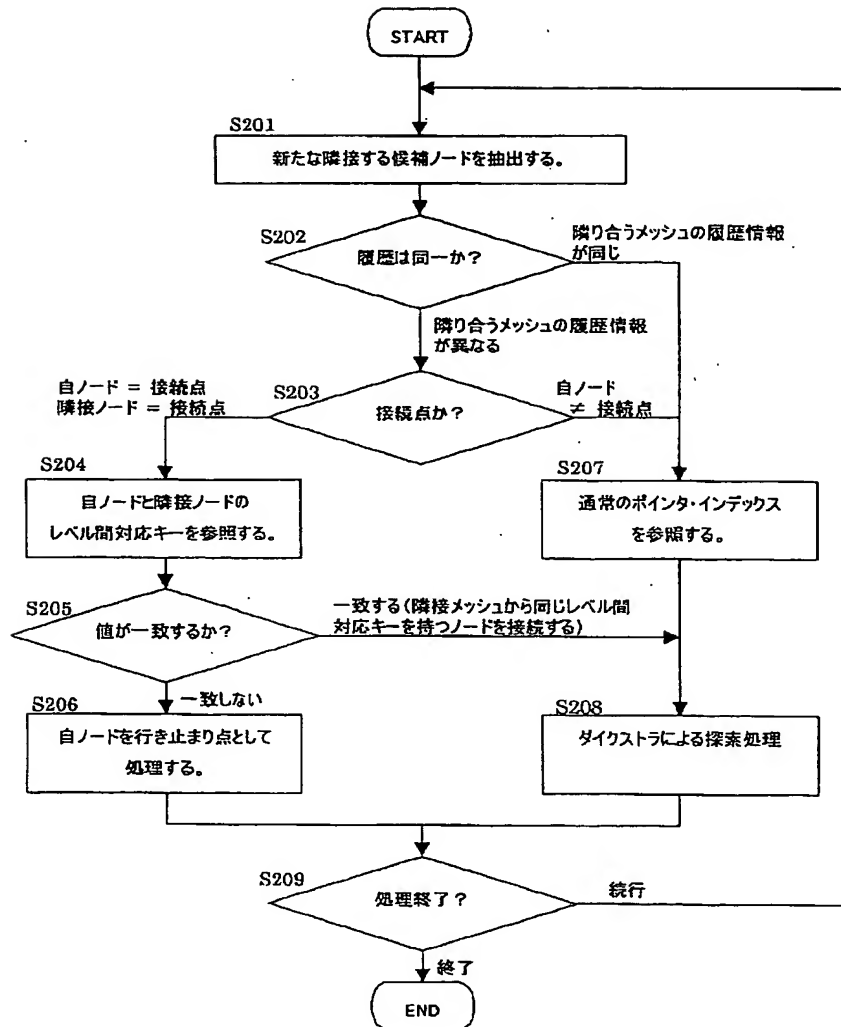 START
S201
新たな隣接する候補ノードを抽出する。
S202
履歴は同一か?
隣り合うメッシュの履歴情報
が同じ
隣り合うメッシュの履歴情報
が異なる
自ノード = 接続点
隣接ノード = 接続点
S203
接続点か?
自ノード
≠ 接続点
S204
自ノードと隣接ノードの
レベル間対応キーを参照する。
S207
通常のポインタ・インデックス
を参照する。
S205
値が一致するか?
一致する(隣接メッシュから同じレベル間
対応キーを持つノードを接続する)
一致しない
S206
自ノードを行き止まり点として
処理する。
S208
ダイクストラによる探索処理
S209
処理終了?
続行
終了
END